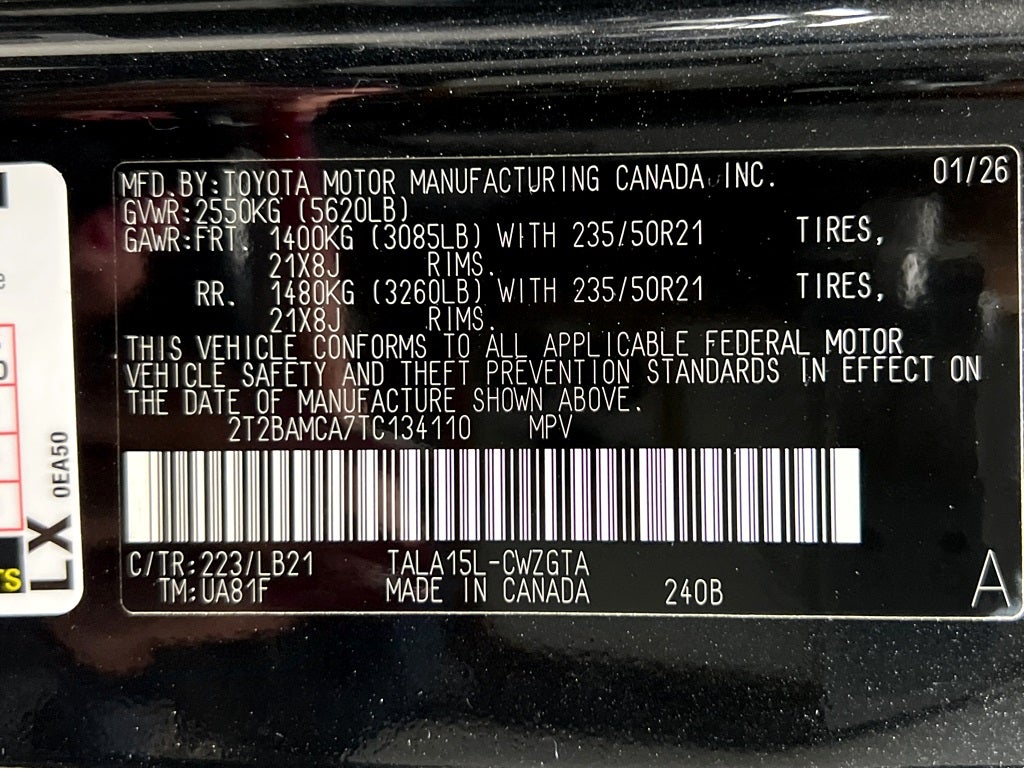 MFD.BY:TOYOTA MOTOR MANUFACTURING CANADA INC. 01/26
GVWR:2550KG (5620LB)
GAWR:FRT. 1400KG (3085LB) WITH 235/50R21 TIRES,
21X8J RIMS.
RR. 1480KG (3260LB) WITH 235/50R21 TIRES,
21X8J RIMS.
THIS VEHICLE CONFORMS TO ALL APPLICABLE FEDERAL MOTOR
VEHICLE SAFETY AND THEFT PREVENTION STANDARDS IN EFFECT ON
THE DATE OF MANUFACTURE SHOWN ABOVE.
2T2BAMCA7TC134110 MPV
C/TR:223/LB21 TALA15L-CWZGTA
TM:UA81F MADE IN CANADA 240B
A
LX 0EA50